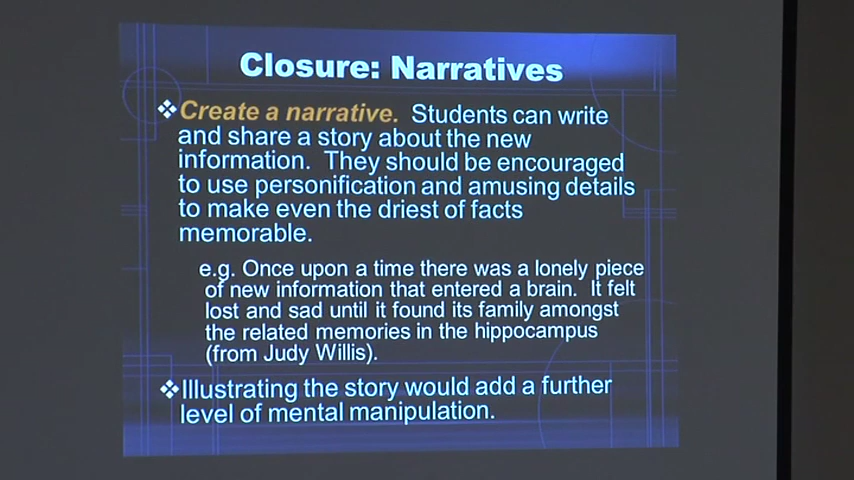 Closure: Narratives
❖Create a narrative. Students can write
and share a story about the new
information. They should be encouraged
to use personification and amusing details
to make even the driest of facts
memorable.
e.g. Once upon a time there was a lonely piece
of new information that entered a brain. It felt
lost and sad until it found its family amongst
the related memories in the hippocampus
(from Judy Willis).
❖Illustrating the story would add a further
level of mental manipulation.